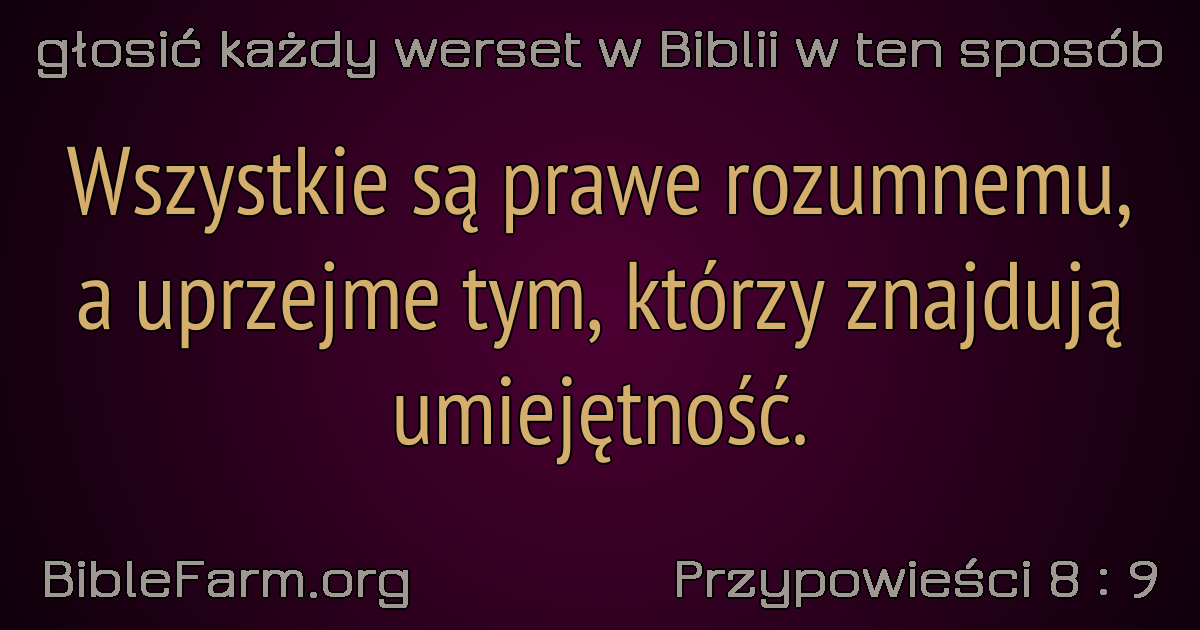 głosić każdy werset w Biblii w ten sposób
Wszystkie są prawe rozumnemu,
a uprzejme tym, którzy znajdują
umiejętność.
BibleFarm.org
Przypowieści 8 : 9